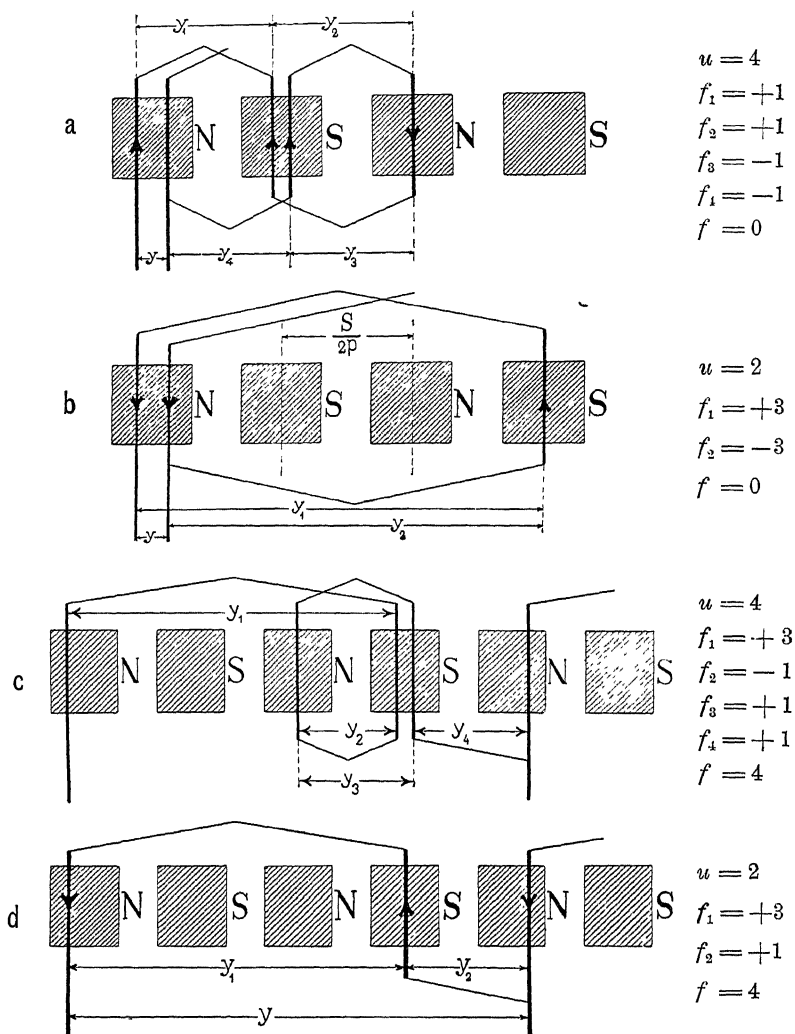 y₁ y₂
a N S N S
y y₄ y₃
u = 4
f₁ = +1
f₂ = +1
f₃ = −1
f₄ = −1
f = 0
S
2p
b N S N S
y₁
y y₂
u = 2
f₁ = +3
f₂ = −3
f = 0
y₁
c N S N S N S
y₂ y₄
y₃
u = 4
f₁ = + 3
f₂ = − 1
f₃ = + 1
f₄ = + 1
f = 4
d N S N S N S
y₁ y₂
y
u = 2
f₁ = +3
f₂ = +1
f = 4